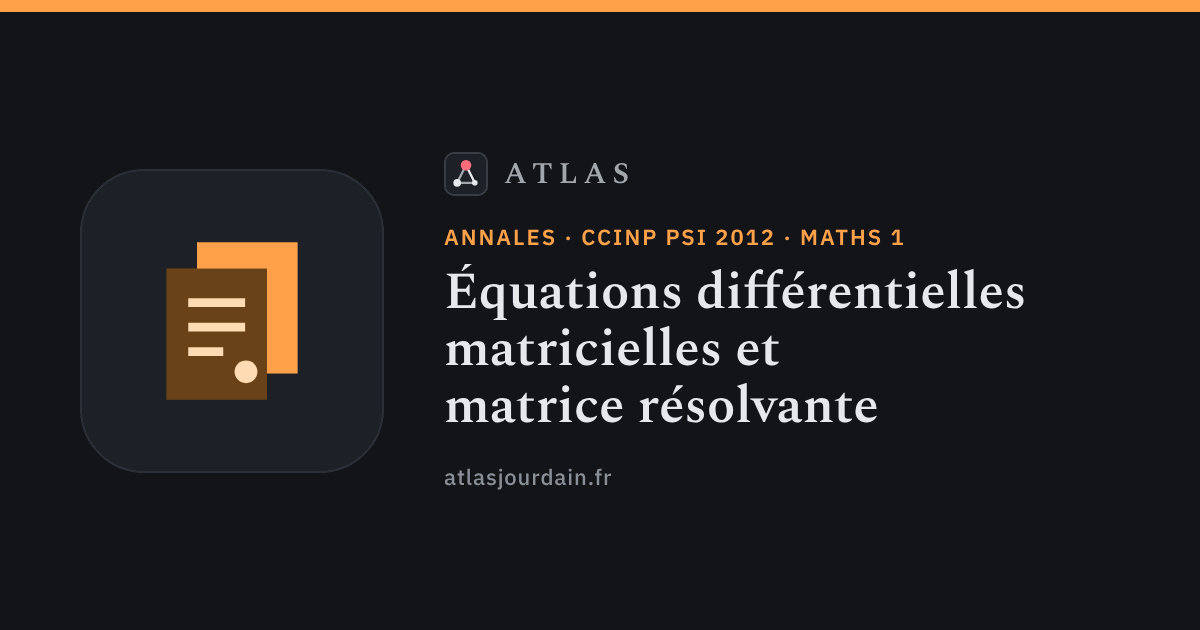 ATLAS
ANNALES · CCINP PSI 2012 · MATHS 1
Équations différentielles
matricielles et
matrice résolvante
atlasjourdain.fr